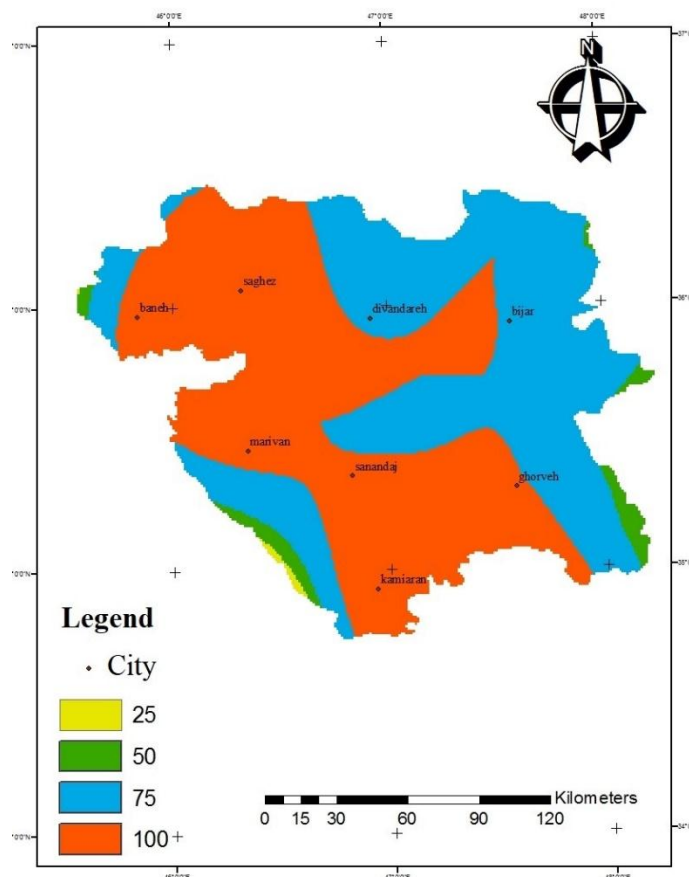 46°0'0"E 47°0'0"E 48°0'0"E
N
saghez
baneh
divandareh
bijar
marivan
sanandaj
ghorveh
kamiaran
Legend
City
25
50
75
100
Kilometers
0 15 30 60 90 120